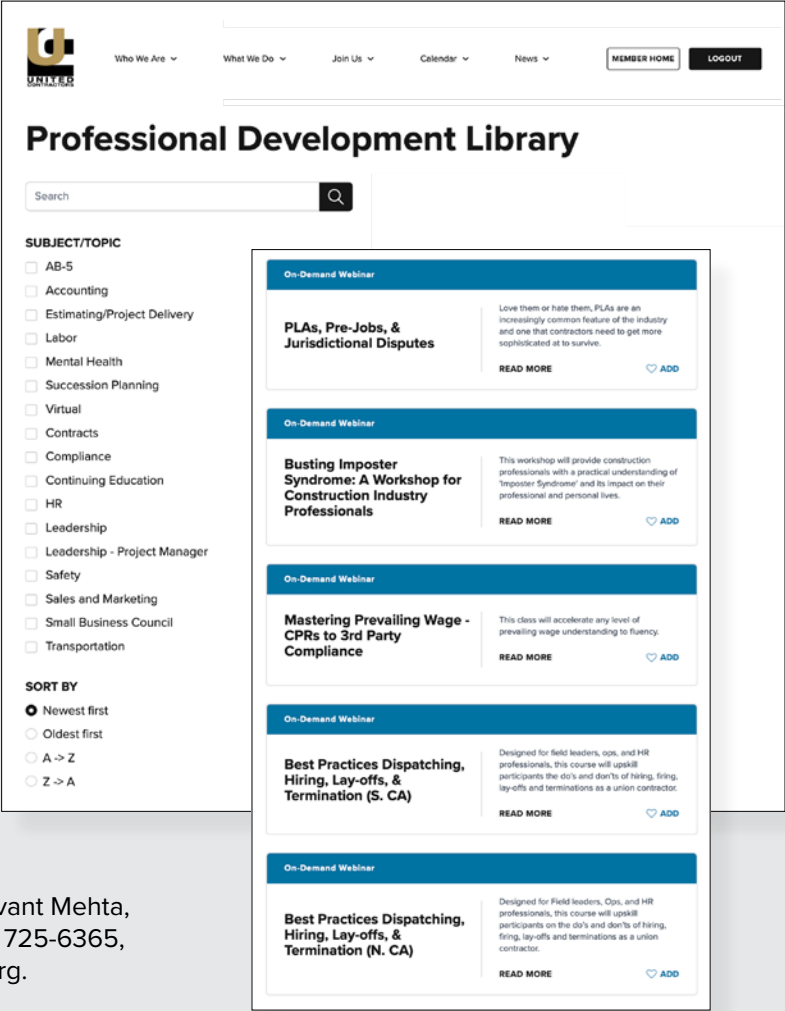 UNITED
CONTRACTORS
Who We Are
What We Do
Join Us
Calendar
News
MEMBER HOME
LOGOUT
Professional Development Library
Search
SUBJECT/TOPIC
AB-5
Accounting
Estimating/Project Delivery
Labor
Mental Health
Succession Planning
Virtual
Contracts
Compliance
Continuing Education
HR
Leadership
Leadership - Project Manager
Safety
Sales and Marketing
Small Business Council
Transportation
SORT BY
Newest first
Oldest first
A -> Z
Z -> A
On-Demand Webinar
PLAs, Pre-Jobs, &
Jurisdictional Disputes
Love them or hate them, PLAs are an
increasingly common feature of the industry
and one that contractors need to get more
sophisticated at to survive.
READ MORE
ADD
On-Demand Webinar
Busting Imposter
Syndrome: A Workshop for
Construction Industry
Professionals
This workshop will provide construction
professionals with a practical understanding of
'Imposter Syndrome' and its impact on their
professional and personal lives.
READ MORE
ADD
On-Demand Webinar
Mastering Prevailing Wage -
CPRs to 3rd Party
Compliance
This class will accelerate any level of
prevailing wage understanding to fluency.
READ MORE
ADD
On-Demand Webinar
Best Practices Dispatching,
Hiring, Lay-offs, &
Termination (S. CA)
Designed for field leaders, ops, and HR
professionals, this course will upskill
participants the do's and don'ts of hiring, firing,
lay-offs and terminations as a union contractor.
READ MORE
ADD
On-Demand Webinar
Best Practices Dispatching,
Hiring, Lay-offs, &
Termination (N. CA)
Designed for Field leaders, Ops, and HR
professionals, this course will upskill
participants on the do's and don'ts of hiring,
firing, lay-offs and terminations as a union
contractor.
READ MORE
ADD
vant Mehta,
725-6365,
rg.